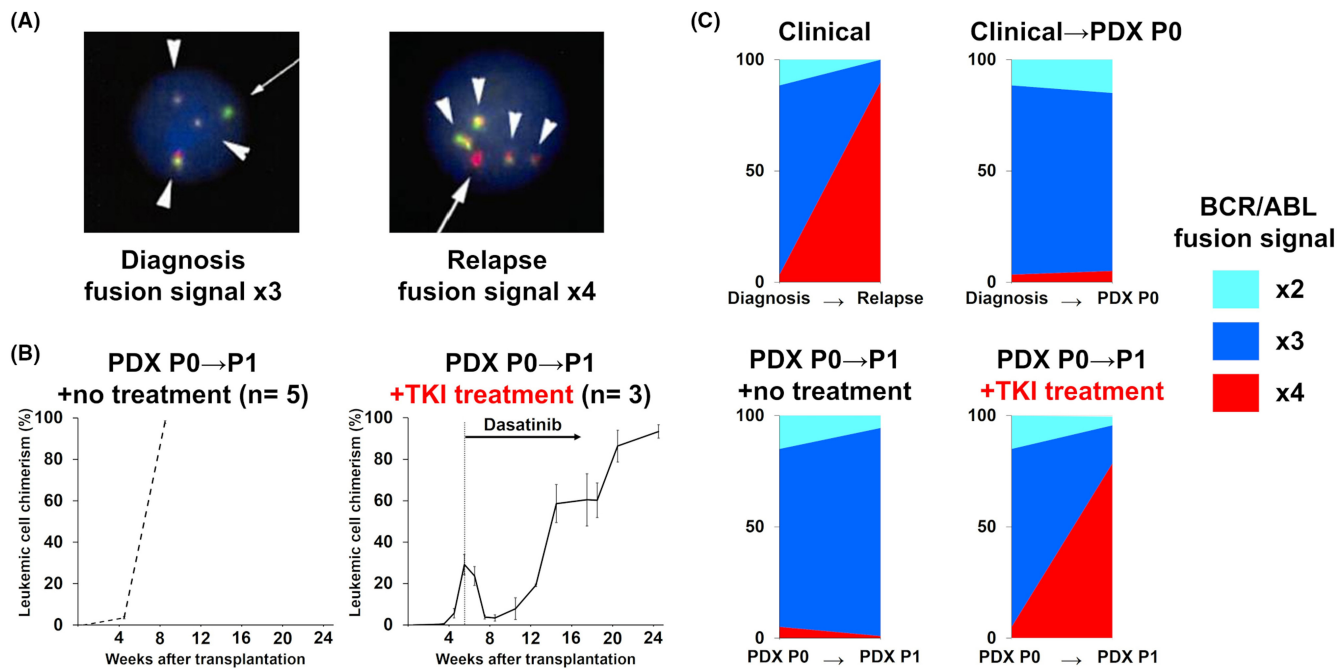 (A)
Diagnosis
fusion signal x3
Relapse
fusion signal x4
(B)
PDX P0→P1
+no treatment (n= 5)
Leukemic cell chimerism (%)
100
80
60
40
20
0
4 8 12 16 20 24
Weeks after transplantation
PDX P0→P1
+TKI treatment (n= 3)
Dasatinib
Leukemic cell chimerism (%)
100
80
60
40
20
0
4 8 12 16 20 24
Weeks after transplantation
(C)
Clinical
100
50
0
Diagnosis → Relapse
Clinical→PDX P0
100
50
0
Diagnosis → PDX P0
PDX P0→P1
+no treatment
100
50
0
PDX P0 → PDX P1
PDX P0→P1
+TKI treatment
100
50
0
PDX P0 → PDX P1
BCR/ABL
fusion signal
x2
x3
x4